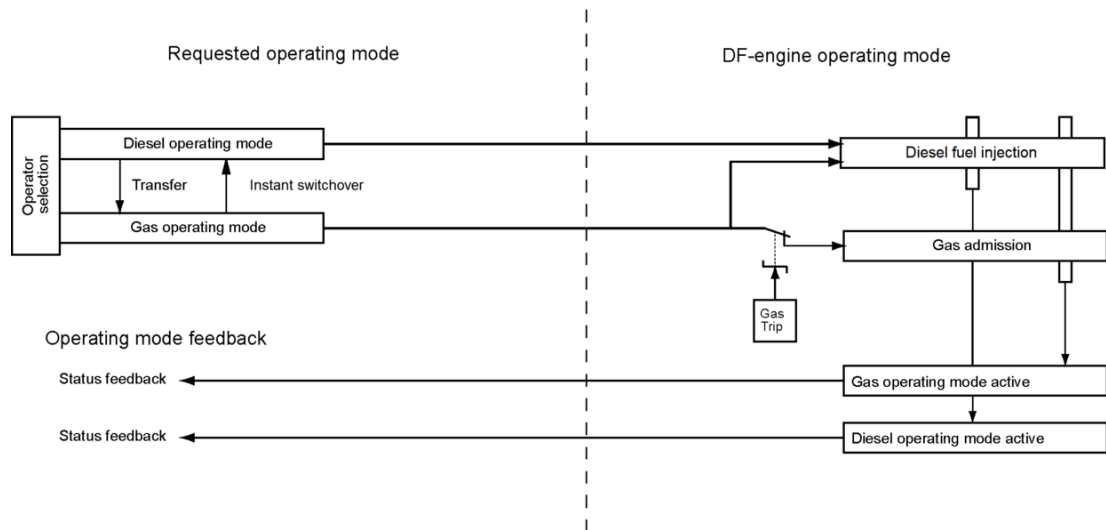 Requested operating mode
DF-engine operating mode
Operator
selection
Diesel operating mode
Transfer
Instant switchover
Gas operating mode
Diesel fuel injection
Gas admission
Gas
Trip
Operating mode feedback
Status feedback
Gas operating mode active
Status feedback
Diesel operating mode active